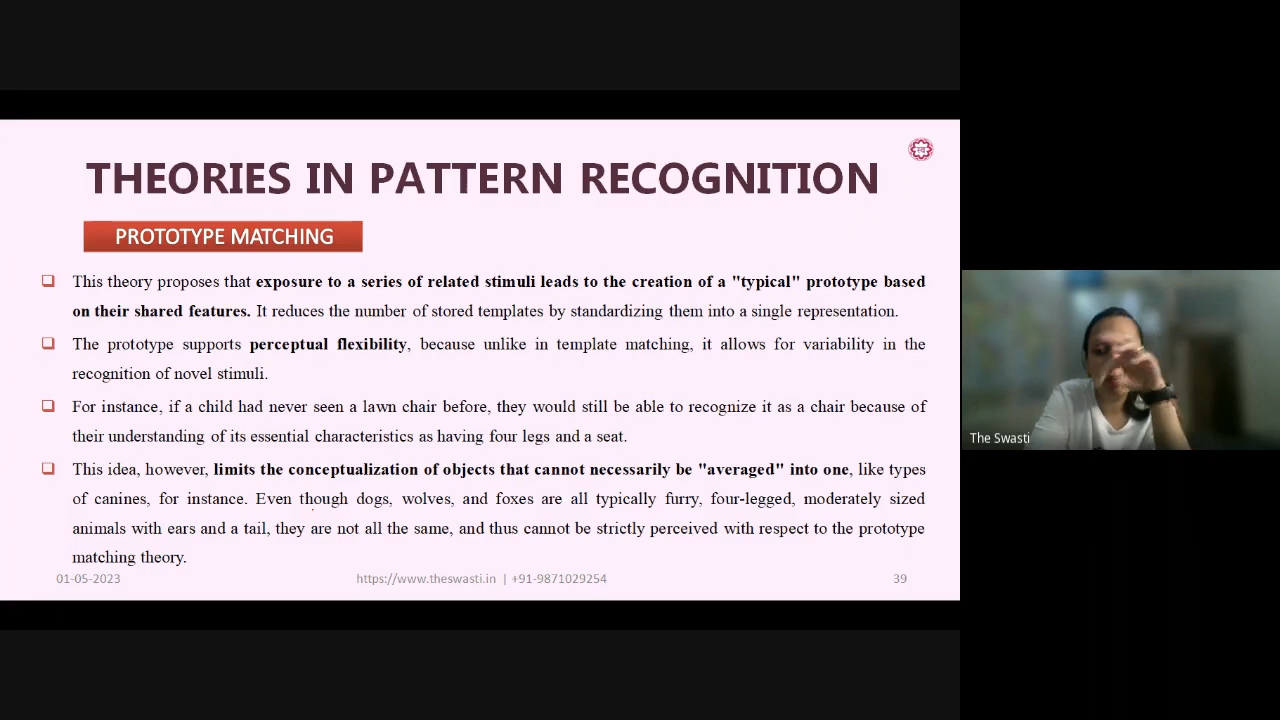 THEORIES IN PATTERN RECOGNITION
PROTOTYPE MATCHING
This theory proposes that exposure to a series of related stimuli leads to the creation of a "typical" prototype based
on their shared features. It reduces the number of stored templates by standardizing them into a single representation.
The prototype supports perceptual flexibility, because unlike in template matching, it allows for variability in the
recognition of novel stimuli.
For instance, if a child had never seen a lawn chair before, they would still be able to recognize it as a chair because of
their understanding of its essential characteristics as having four legs and a seat.
This idea, however, limits the conceptualization of objects that cannot necessarily be "averaged" into one, like types
of canines, for instance. Even though dogs, wolves, and foxes are all typically furry, four-legged, moderately sized
animals with ears and a tail, they are not all the same, and thus cannot be strictly perceived with respect to the prototype
matching theory.
01-05-2023
https://www.theswasti.in | +91-9871029254
39
The Swasti